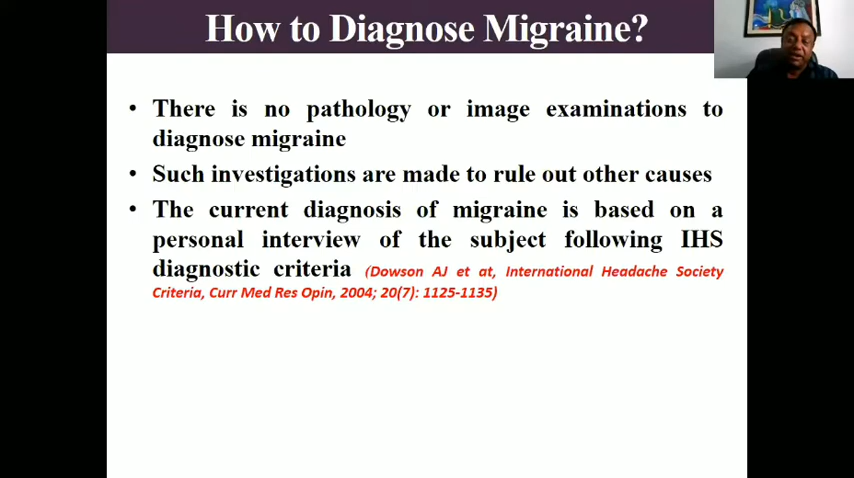 How to Diagnose Migraine?
• There is no pathology or image examinations to
diagnose migraine
• Such investigations are made to rule out other causes
• The current diagnosis of migraine is based on a
personal interview of the subject following IHS
diagnostic criteria (Dowson AJ et at, International Headache Society
Criteria, Curr Med Res Opin, 2004; 20(7): 1125-1135)